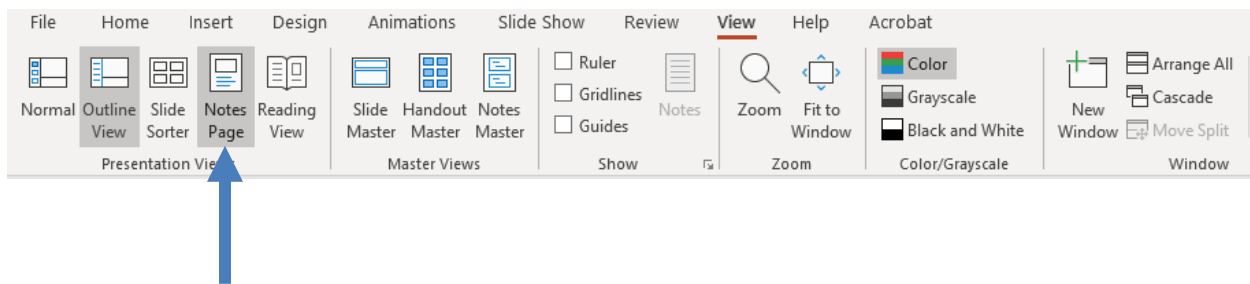 File Home Insert Design Animations Slide Show Review View Help Acrobat
Normal Outline View Slide Sorter Notes Page Reading View
Slide Master Handout Master Notes Master
Ruler
Gridlines
Guides
Notes
Zoom Fit to Window
Color
Grayscale
Black and White
New Window
Arrange All
Cascade
Move Split
Presentation Views Master Views Show Zoom Color/Grayscale Window